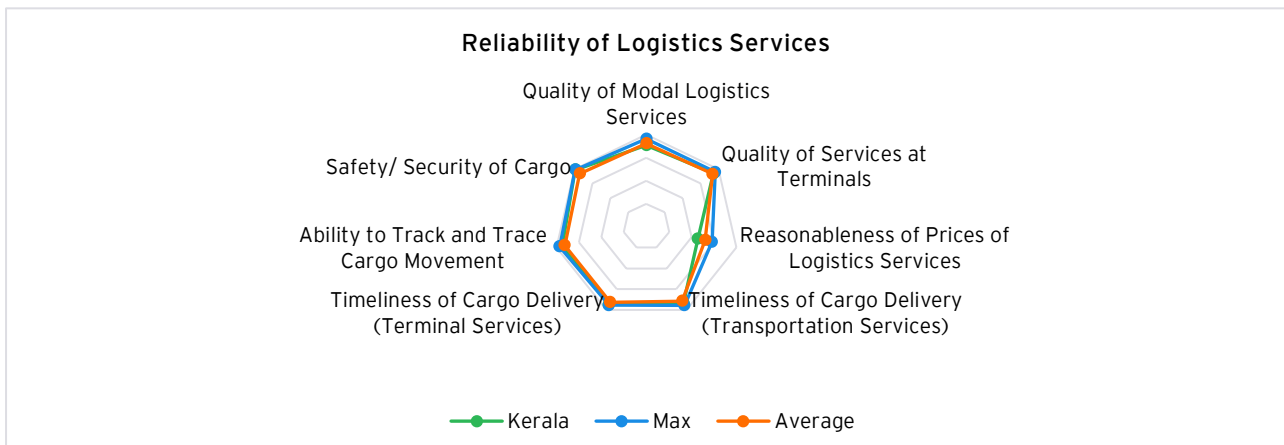 Reliability of Logistics Services
Quality of Modal Logistics
Services
Quality of Services at
Terminals
Reasonableness of Prices of
Logistics Services
Timeliness of Cargo Delivery
(Transportation Services)
Timeliness of Cargo Delivery
(Terminal Services)
Ability to Track and Trace
Cargo Movement
Safety/ Security of Cargo
Kerala
Max
Average